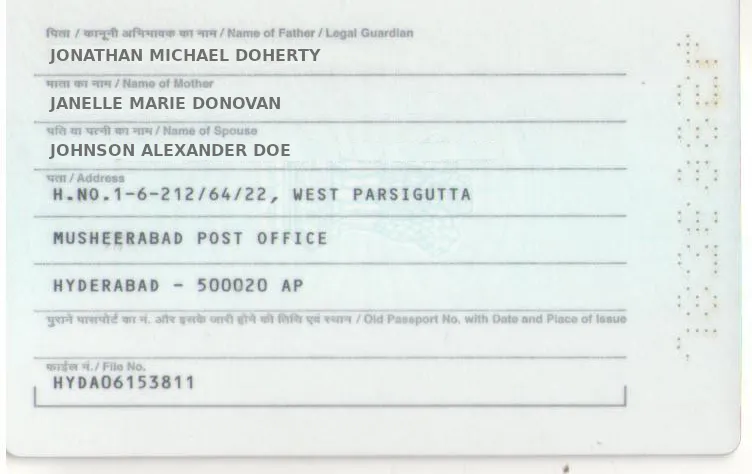 पिता / कानूनी अभिभावक का नाम / Name of Father / Legal Guardian
JONATHAN MICHAEL DOHERTY
माता का नाम / Name of Mother
JANELLE MARIE DONOVAN
पति या पत्नी का नाम / Name of Spouse
JOHNSON ALEXANDER DOE
पता / Address
H.NO.1-6-212/64/22, WEST PARSIGUTTA
MUSHEERABAD POST OFFICE
HYDERABAD - 500020 AP
पुराने पासपोर्ट का नं. और इसके जारी होने की तिथि एवं स्थान / Old Passport No. with Date and Place of Issue
फाईल नं./ File No.
HYDA06153811